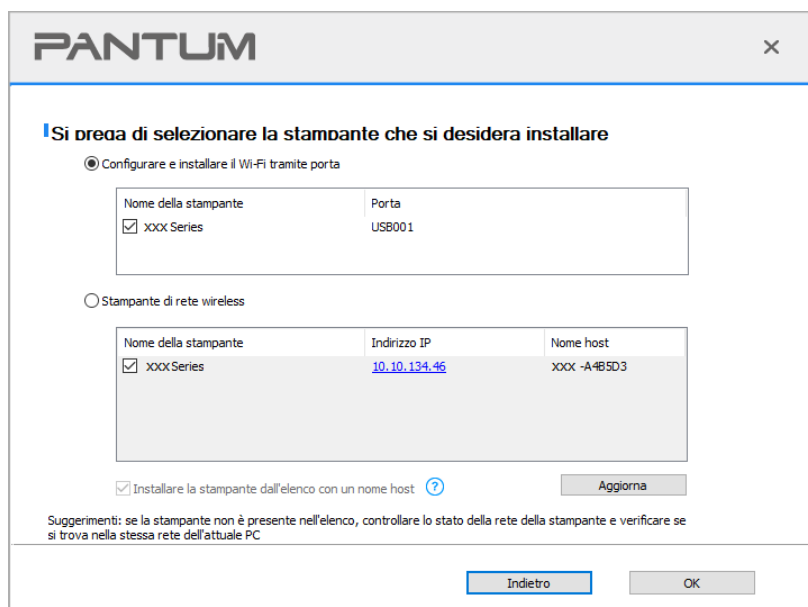 PANTUM
Si prega di selezionare la stampante che si desidera installare
Configurare e installare il Wi-Fi tramite porta
Nome della stampante Porta
XXX Series USB001
Stampante di rete wireless
Nome della stampante Indirizzo IP Nome host
XXX Series 10.10.134.46 XXX -A4B5D3
Installare la stampante dall'elenco con un nome host ?
Aggiorna
Suggerimenti: se la stampante non è presente nell'elenco, controllare lo stato della rete della stampante e verificare se
si trova nella stessa rete dell'attuale PC
Indietro OK